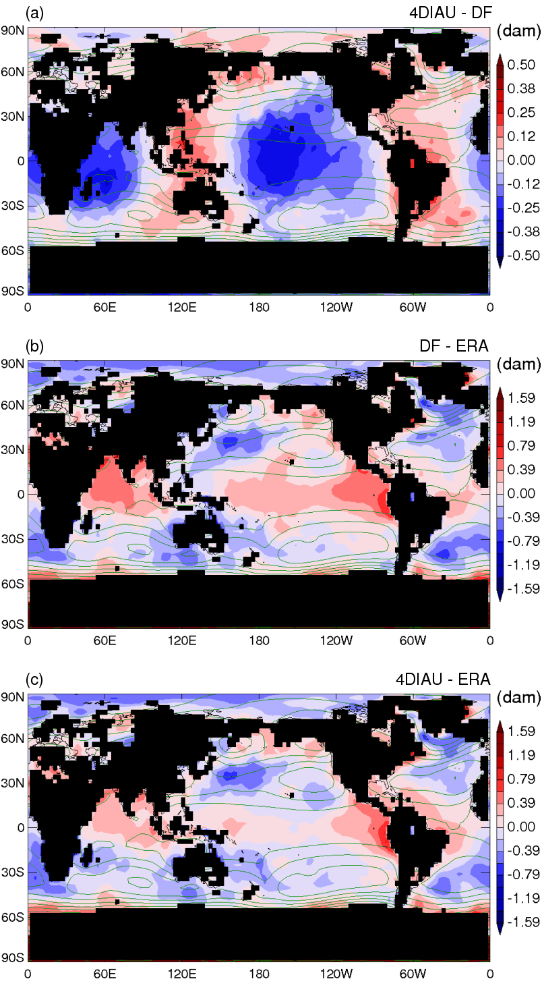 (a) 4DIAU - DF
(dam)
90N
60N
30N
0
30S
60S
90S
0 60E 120E 180 120W 60W 0
0.50
0.38
0.25
0.12
0.00
-0.12
-0.25
-0.38
-0.50
(b) DF - ERA
(dam)
90N
60N
30N
0
30S
60S
90S
0 60E 120E 180 120W 60W 0
1.59
1.19
0.79
0.39
0.00
-0.39
-0.79
-1.19
-1.59
(c) 4DIAU - ERA
(dam)
90N
60N
30N
0
30S
60S
90S
0 60E 120E 180 120W 60W 0
1.59
1.19
0.79
0.39
0.00
-0.39
-0.79
-1.19
-1.59